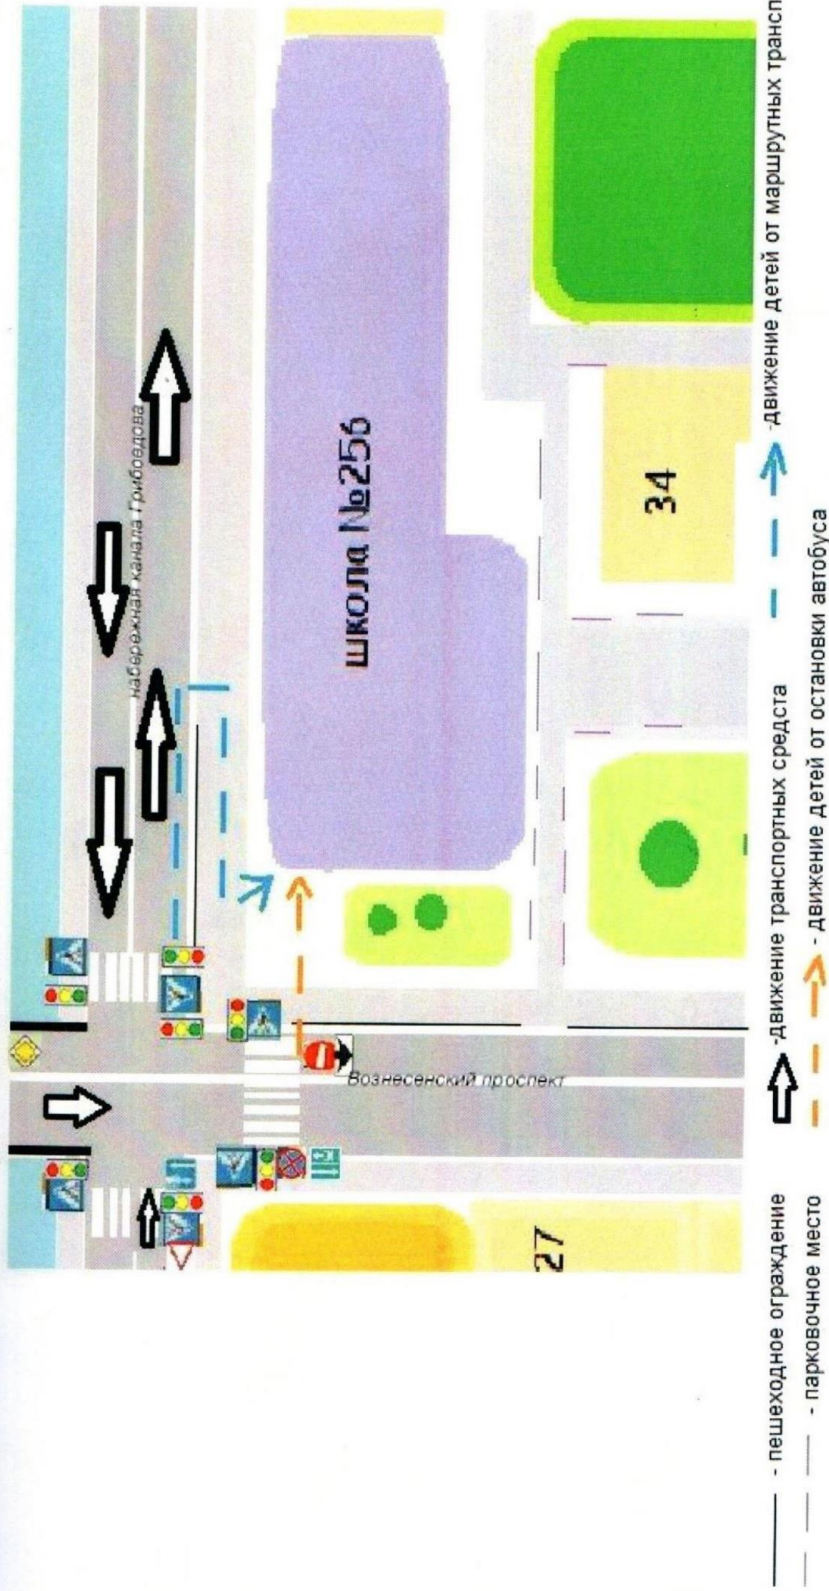 набережная канала Грибоедова
школа №256
34
Вознесенский проспект
27
- пешеходное ограждение
-движение транспортных средста
-движение детей от маршрутных трансп
- парковочное место
- движение детей от остановки автобуса